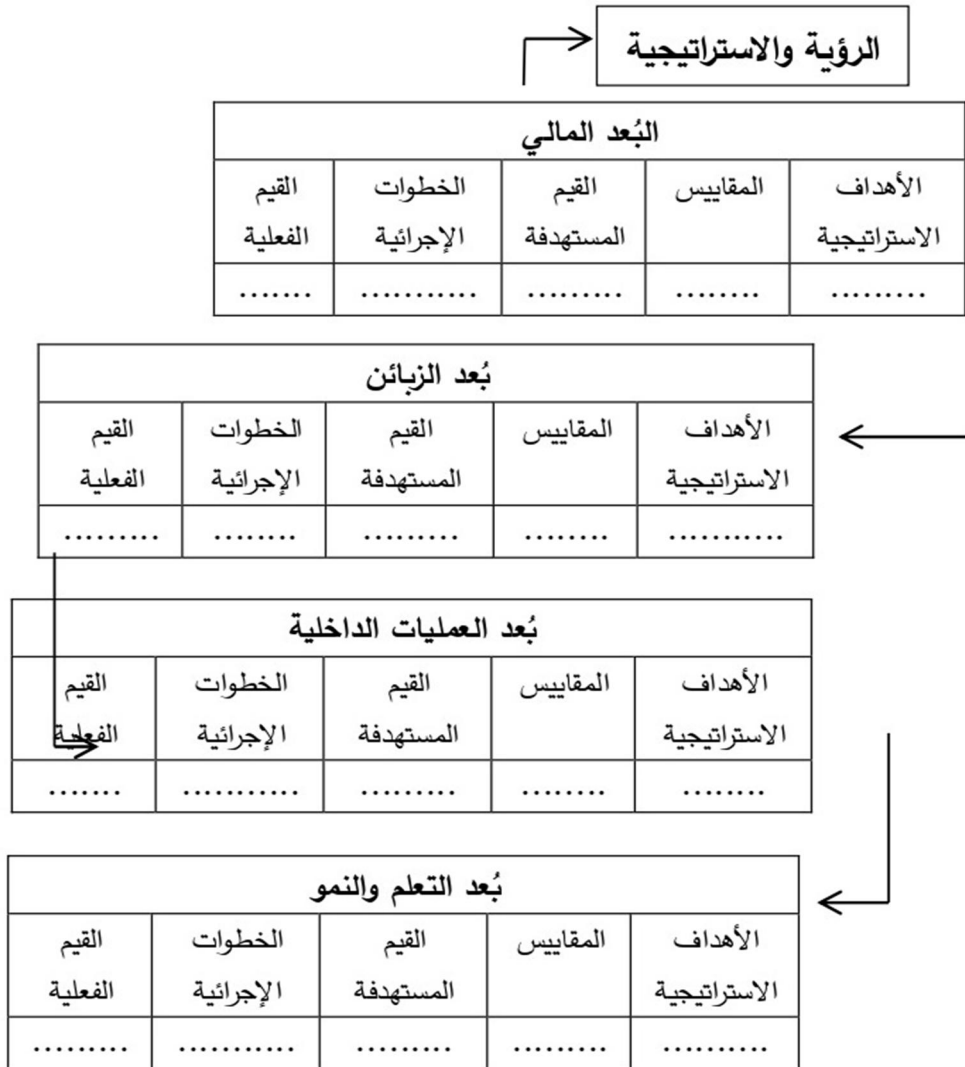 الرؤية والاستراتيجية
البُعد المالي
الأهداف الاستراتيجية المقاييس القيم المستهدفة الخطوات الإجرائية القيم الفعلية
......... ........ ......... ........... .......
بُعد الزبائن
الأهداف الاستراتيجية المقاييس القيم المستهدفة الخطوات الإجرائية القيم الفعلية
........... ........ ......... ........ .........
بُعد العمليات الداخلية
الأهداف الاستراتيجية المقاييس القيم المستهدفة الخطوات الإجرائية القيم الفعلية
........ ........ ......... ........... .......
بُعد التعلم والنمو
الأهداف الاستراتيجية المقاييس القيم المستهدفة الخطوات الإجرائية القيم الفعلية
.......... ......... ......... ........... .........